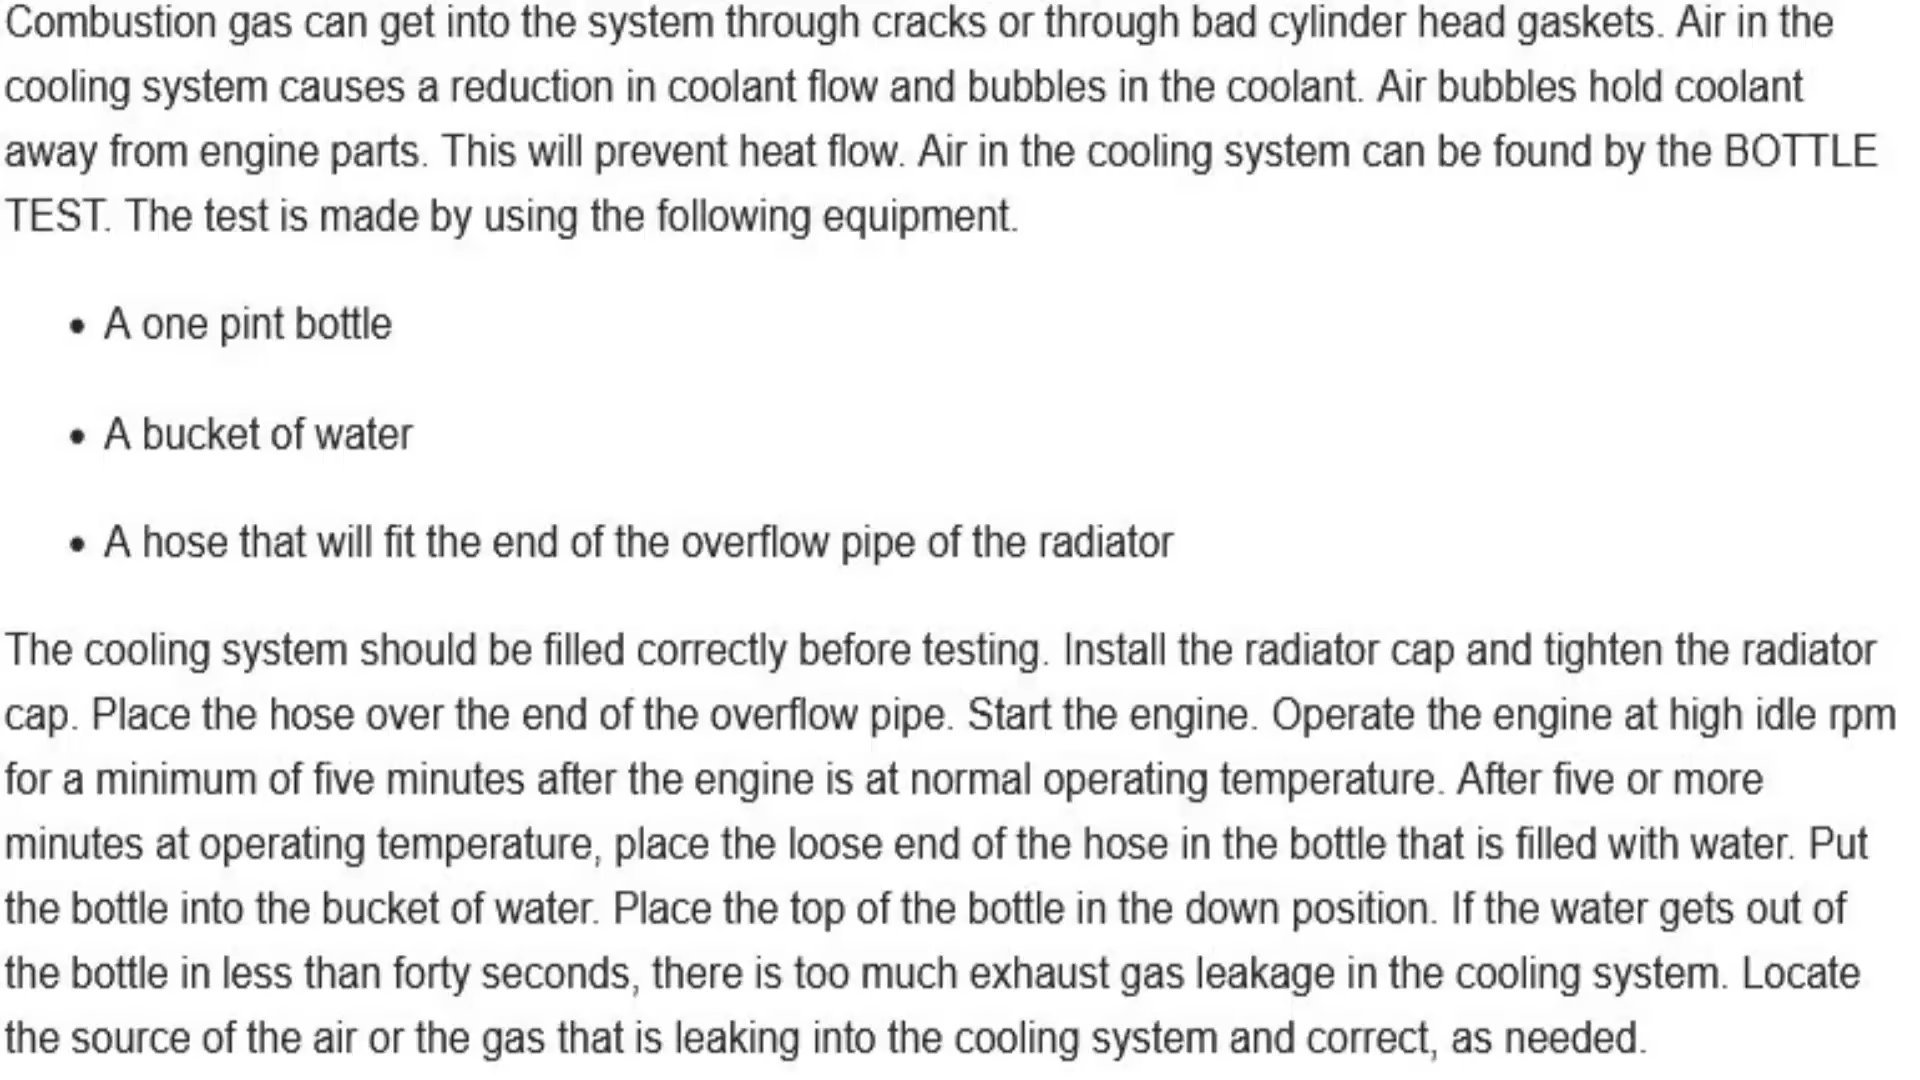 Combustion gas can get into the system through cracks or through bad cylinder head gaskets. Air in the
cooling system causes a reduction in coolant flow and bubbles in the coolant. Air bubbles hold coolant
away from engine parts. This will prevent heat flow. Air in the cooling system can be found by the BOTTLE
TEST. The test is made by using the following equipment.
• A one pint bottle
• A bucket of water
• A hose that will fit the end of the overflow pipe of the radiator
The cooling system should be filled correctly before testing. Install the radiator cap and tighten the radiator
cap. Place the hose over the end of the overflow pipe. Start the engine. Operate the engine at high idle rpm
for a minimum of five minutes after the engine is at normal operating temperature. After five or more
minutes at operating temperature, place the loose end of the hose in the bottle that is filled with water. Put
the bottle into the bucket of water. Place the top of the bottle in the down position. If the water gets out of
the bottle in less than forty seconds, there is too much exhaust gas leakage in the cooling system. Locate
the source of the air or the gas that is leaking into the cooling system and correct, as needed.